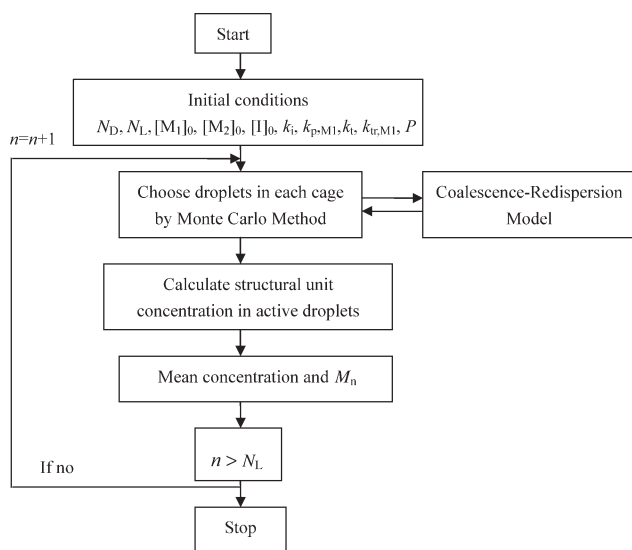 Start
Initial conditions
N_D, N_L, [M_1]_0, [M_2]_0, [I]_0, k_i, k_p,M1, k_t, k_tr,M1, P
n=n+1
Choose droplets in each cage
by Monte Carlo Method
Coalescence-Redispersion
Model
Calculate structural unit
concentration in active droplets
Mean concentration and M_n
n > N_L
If no
Stop